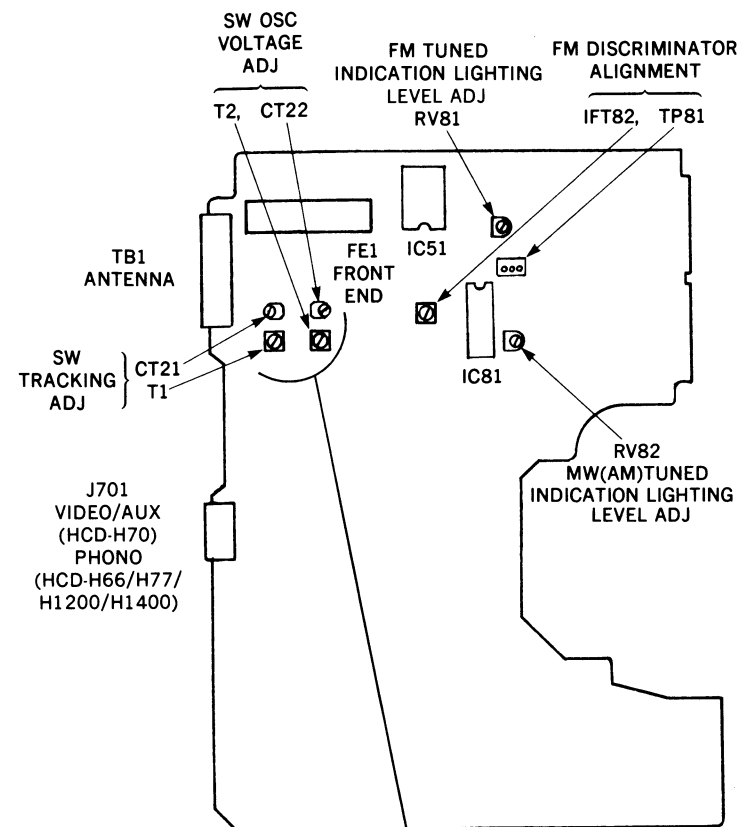 SW OSC
VOLTAGE
ADJ
T2, CT22
FM TUNED
INDICATION LIGHTING
LEVEL ADJ
RV81
FM DISCRIMINATOR
ALIGNMENT
IFT82, TP81
TB1
ANTENNA
FE1
FRONT
END
IC51
SW
TRACKING
ADJ
CT21
T1
IC81
RV82
MW(AM)TUNED
INDICATION LIGHTING
LEVEL ADJ
J701
VIDEO/AUX
(HCD-H70)
PHONO
(HCD-H66/H77/
H1200/H1400)